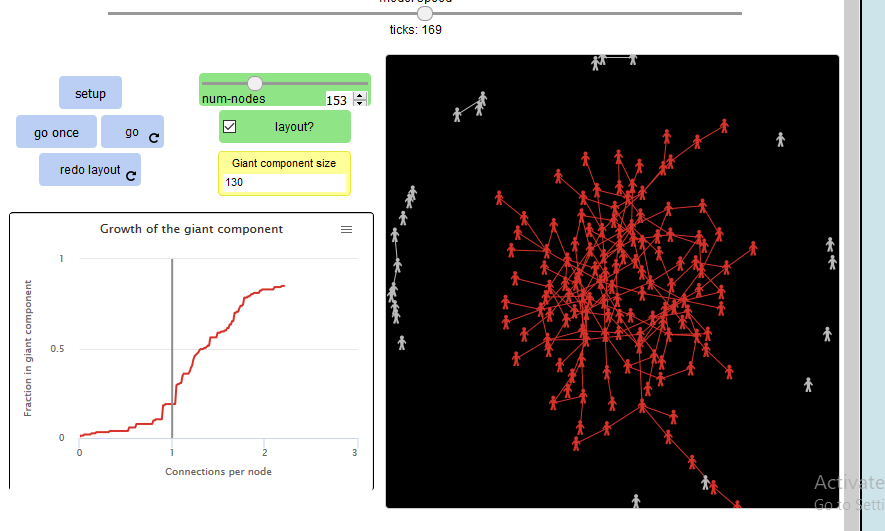 model speed
ticks: 169
setup
num-nodes 153
go once
go
layout?
redo layout
Giant component size
130
Growth of the giant component
Fraction in giant component
1
0.5
0
0 1 2 3
Connections per node
Activate
Go to Setti